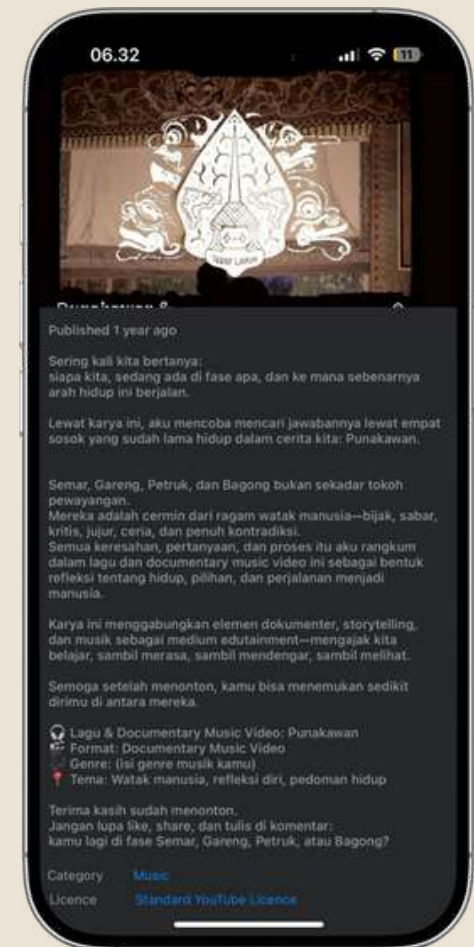 06.32
11
Punakawan &
Published 1 year ago
Sering kali kita bertanya:
siapa kita, sedang ada di fase apa, dan ke mana sebenarnya
arah hidup ini berjalan.
Lewat karya ini, aku mencoba mencari jawabannya lewat empat
sosok yang sudah lama hidup dalam cerita kita: Punakawan.
Semar, Gareng, Petruk, dan Bagong bukan sekadar tokoh
pewayangan.
Mereka adalah cermin dari ragam watak manusia—bijak, sabar,
kritis, jujur, ceria, dan penuh kontradiksi.
Semua keresahan, pertanyaan, dan proses itu aku rangkum
dalam lagu dan documentary music video ini sebagai bentuk
refleksi tentang hidup, pilihan, dan perjalanan menjadi
manusia.
Karya ini menggabungkan elemen dokumenter, storytelling,
dan musik sebagai medium edutainment—mengajak kita
belajar, sambil merasa, sambil mendengar, sambil melihat.
Semoga setelah menonton, kamu bisa menemukan sedikit
dirimu di antara mereka.
🎧 Lagu & Documentary Music Video: Punakawan
🎬 Format: Documentary Music Video
Genre: (isi genre musik kamu)
📍 Tema: Watak manusia, refleksi diri, pedoman hidup
Terima kasih sudah menonton.
Jangan lupa like, share, dan tulis di komentar:
kamu lagi di fase Semar, Gareng, Petruk, atau Bagong?
Category Music
Licence Standard YouTube Licence